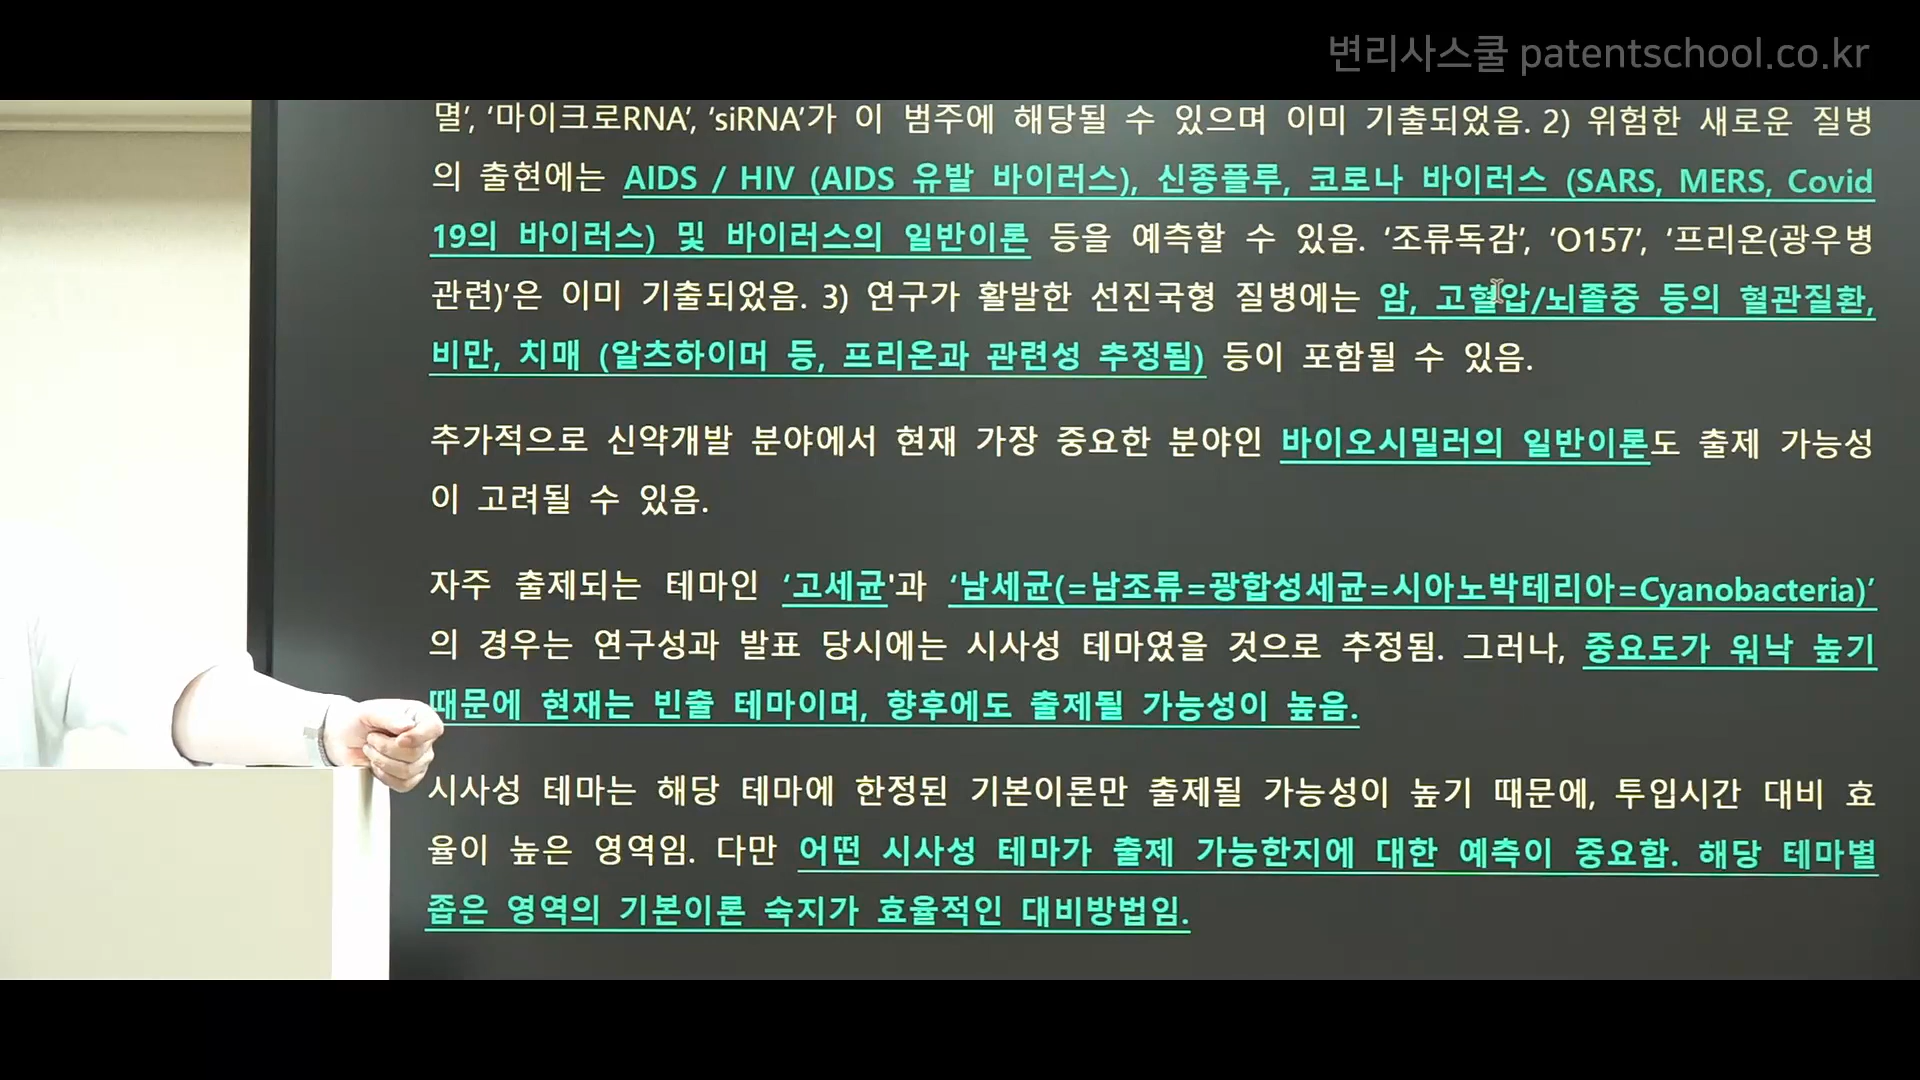 변리사스쿨 patentschool.co.kr
멸’, ‘마이크로RNA’, ‘siRNA’가 이 범주에 해당될 수 있으며 이미 기출되었음. 2) 위험한 새로운 질병
의 출현에는 AIDS / HIV (AIDS 유발 바이러스), 신종플루, 코로나 바이러스 (SARS, MERS, Covid
19의 바이러스) 및 바이러스의 일반이론 등을 예측할 수 있음. ‘조류독감’, ‘O157’, ’프리온(광우병
관련)’은 이미 기출되었음. 3) 연구가 활발한 선진국형 질병에는 암, 고혈압/뇌졸중 등의 혈관질환,
비만, 치매 (알츠하이머 등, 프리온과 관련성 추정됨) 등이 포함될 수 있음.
추가적으로 신약개발 분야에서 현재 가장 중요한 분야인 바이오시밀러의 일반이론도 출제 가능성
이 고려될 수 있음.
자주 출제되는 테마인 ‘고세균'과 ‘남세균(=남조류=광합성세균=시아노박테리아=Cyanobacteria)’
의 경우는 연구성과 발표 당시에는 시사성 테마였을 것으로 추정됨. 그러나, 중요도가 워낙 높기
때문에 현재는 빈출 테마이며, 향후에도 출제될 가능성이 높음.
시사성 테마는 해당 테마에 한정된 기본이론만 출제될 가능성이 높기 때문에, 투입시간 대비 효
율이 높은 영역임. 다만 어떤 시사성 테마가 출제 가능한지에 대한 예측이 중요함. 해당 테마별
좁은 영역의 기본이론 숙지가 효율적인 대비방법임.